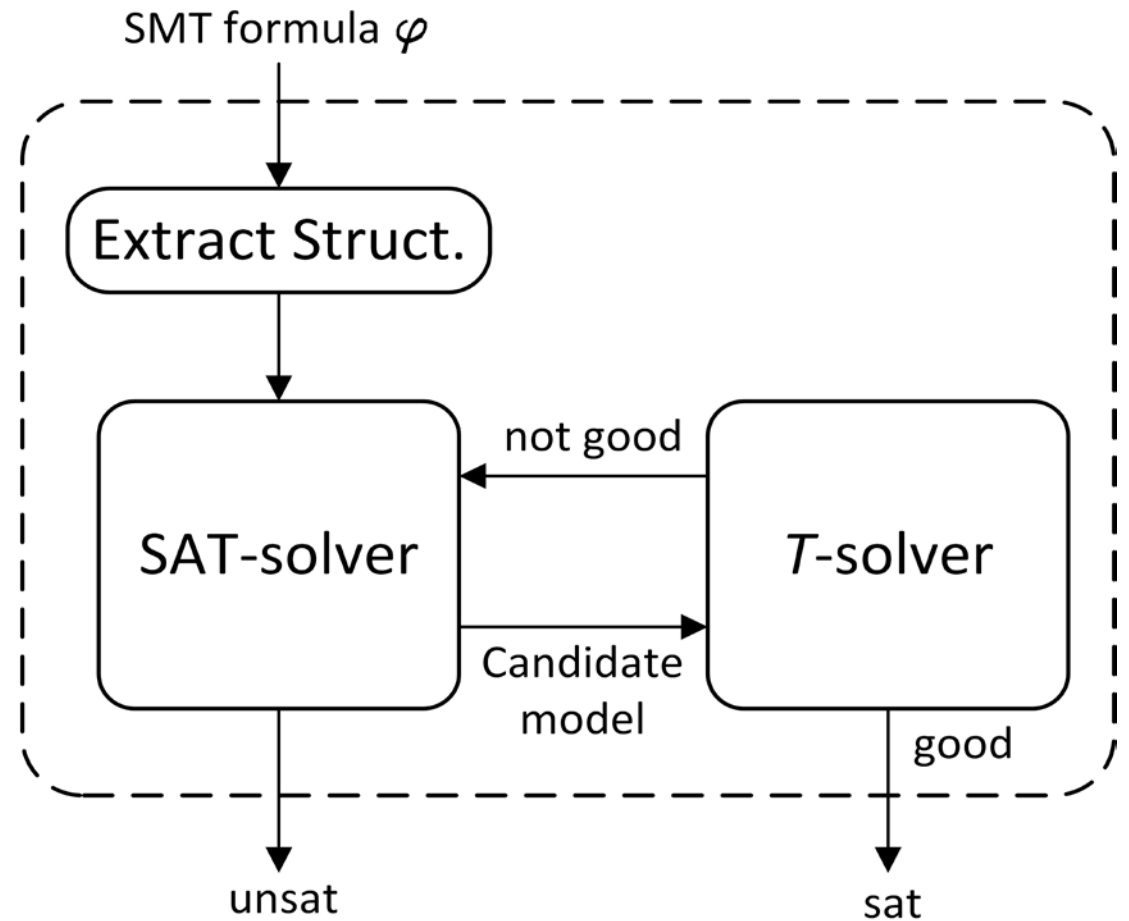 SMT formula φ
Extract Struct.
not good
SAT-solver
T-solver
Candidate
model
good
unsat
sat